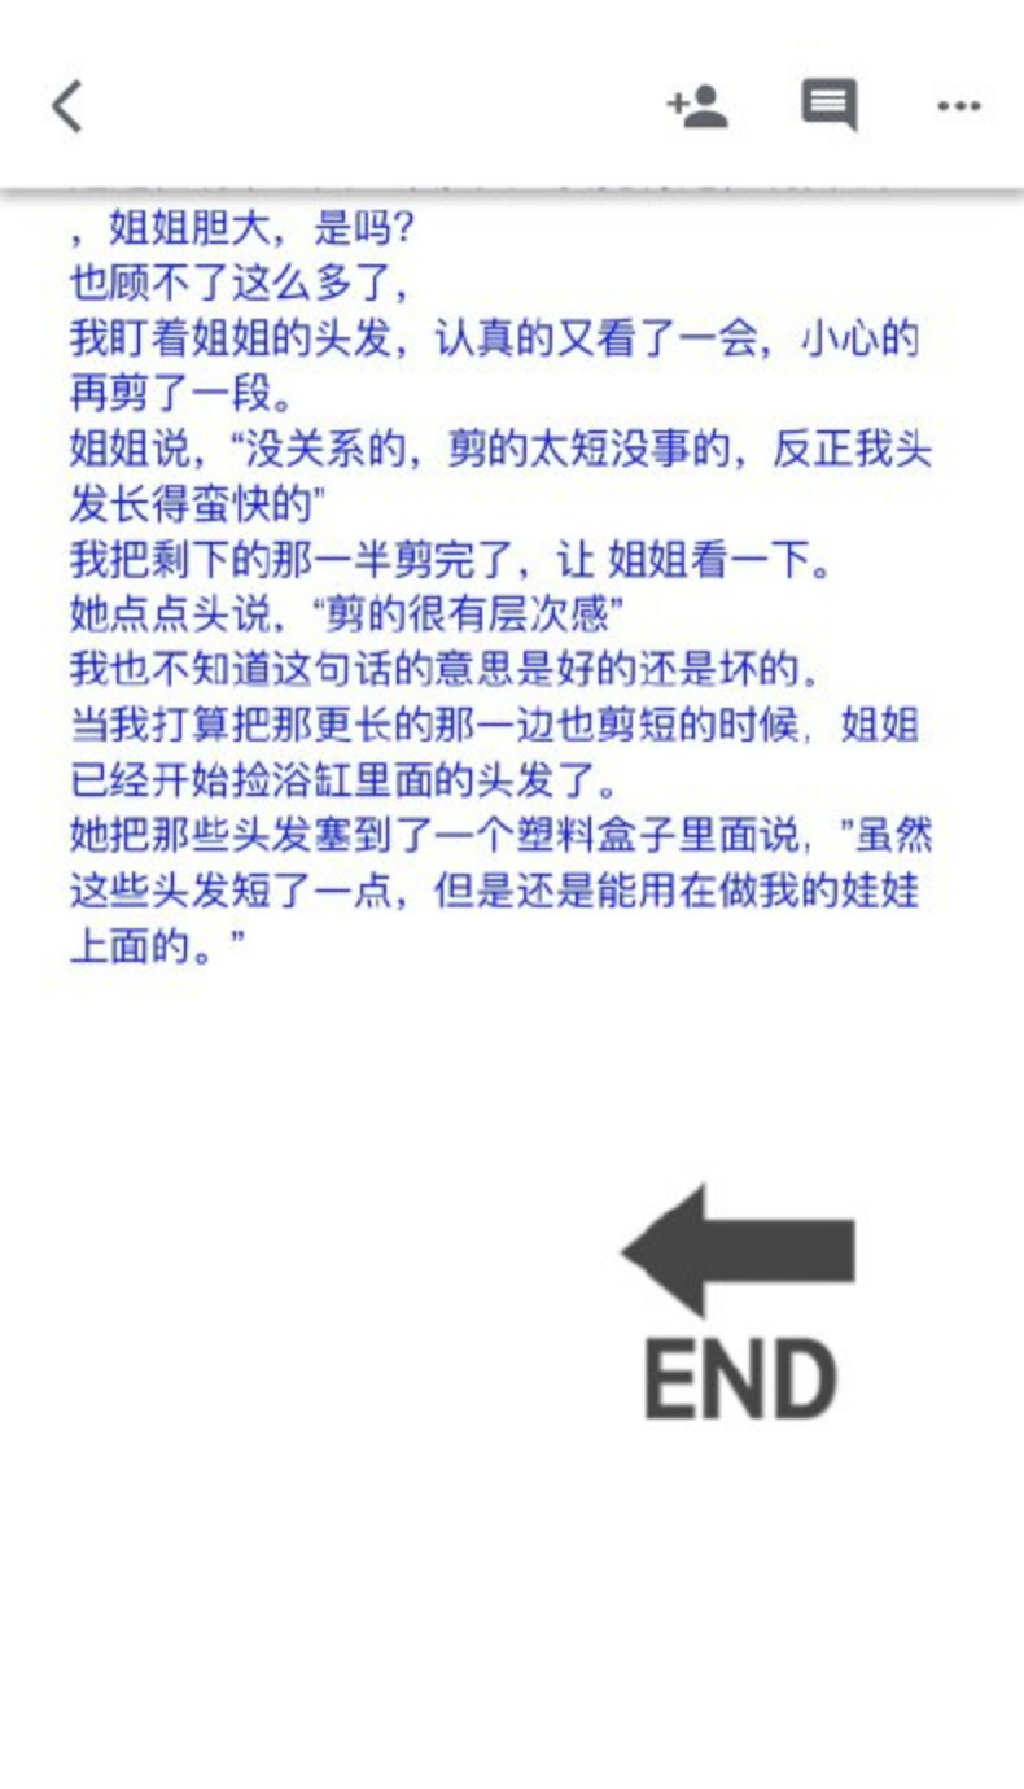 ，姐姐胆大，是吗？
也顾不了这么多了，
我盯着姐姐的头发，认真的又看了一会，小心的
再剪了一段。
姐姐说，“没关系的，剪的太短没事的，反正我头
发长得蛮快的”
我把剩下的那一半剪完了，让 姐姐看一下。
她点点头说，“剪的很有层次感”
我也不知道这句话的意思是好的还是坏的。
当我打算把那更长的那一边也剪短的时候，姐姐
已经开始捡浴缸里面的头发了。
她把那些头发塞到了一个塑料盒子里面说，”虽然
这些头发短了一点，但是还是能用在做我的娃娃
上面的。”
END